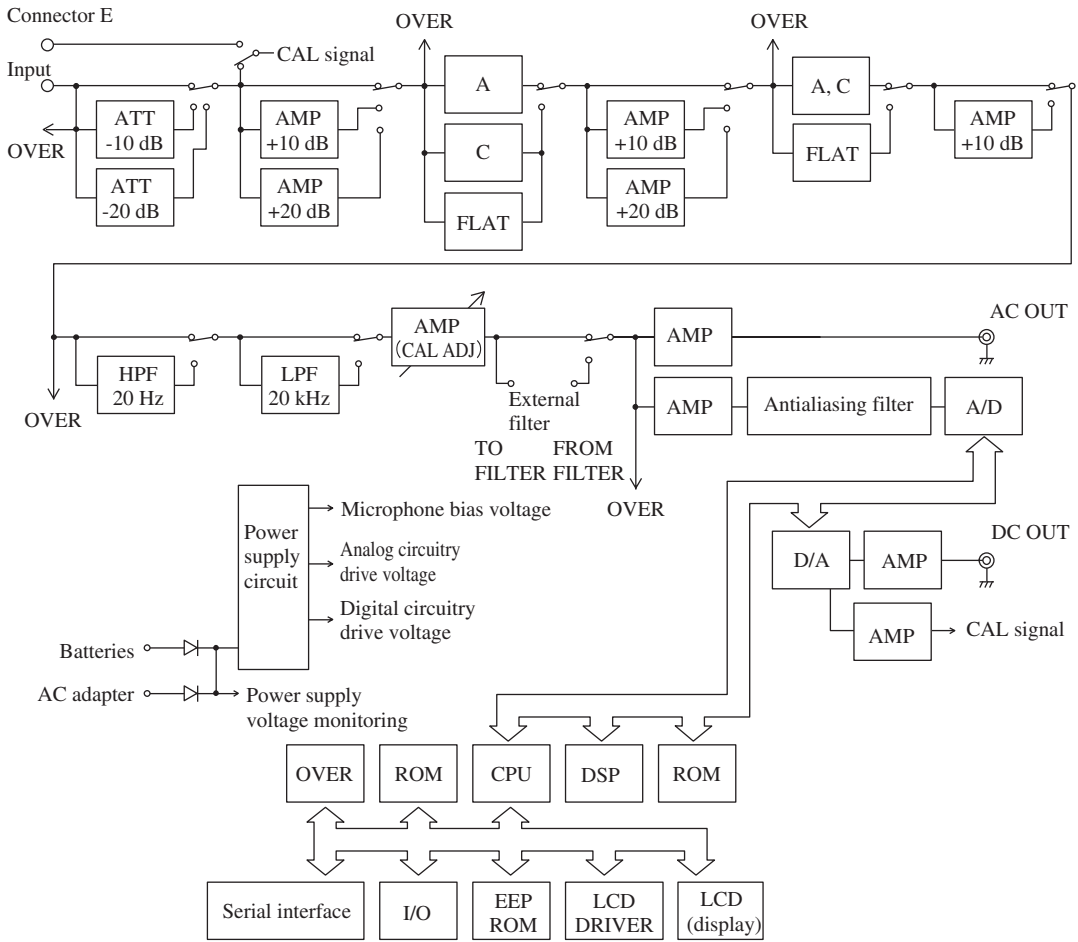 Connector E
OVER
OVER
CAL signal
Input
A
A, C
ATT
-10 dB
AMP
+10 dB
AMP
+10 dB
AMP
+10 dB
OVER
C
FLAT
ATT
-20 dB
AMP
+20 dB
AMP
+20 dB
FLAT
AC OUT
AMP
(CAL ADJ)
AMP
HPF
20 Hz
LPF
20 kHz
OVER
External
filter
AMP
Antialiasing filter
A/D
TO
FILTER
FROM
FILTER
OVER
Power
supply
circuit
Microphone bias voltage
Analog circuitry
drive voltage
Digital circuitry
drive voltage
DC OUT
D/A
AMP
AMP
CAL signal
Batteries
AC adapter
Power supply
voltage monitoring
OVER
ROM
CPU
DSP
ROM
Serial interface
I/O
EEP
ROM
LCD
DRIVER
LCD
(display)